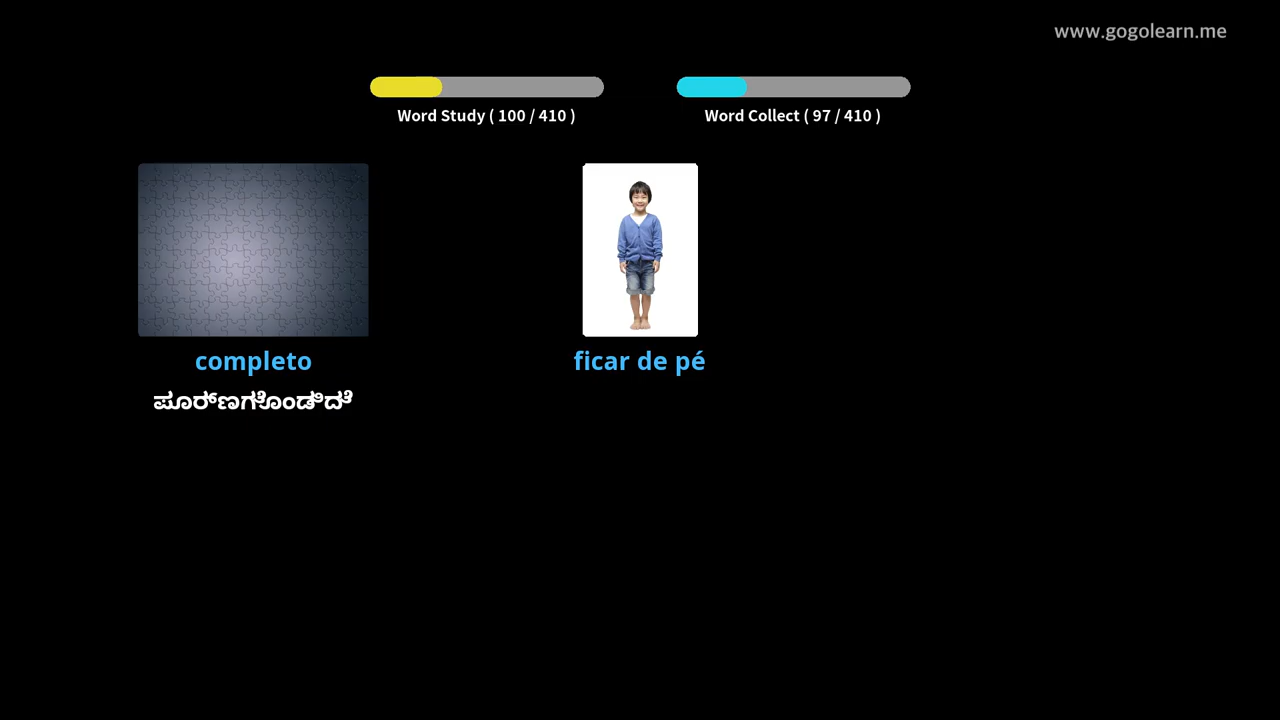 www.gogolearn.me
Word Study ( 100 / 410 )
Word Collect ( 97 / 410 )
completo
ficar de pé
ಪೂರ್ಣಗೊಂಡಿದೆ